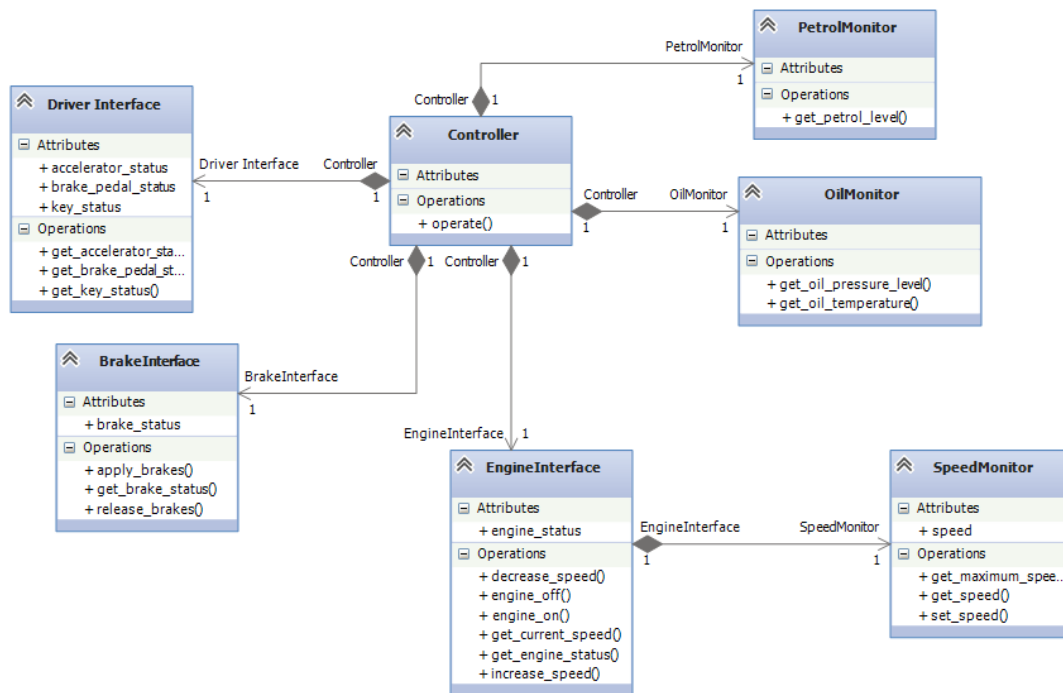 PetrolMonitor
Attributes
Operations
+ get_petrol_level()
PetrolMonitor
1
Controller
1
Driver Interface
Attributes
+ accelerator_status
+ brake_pedal_status
+ key_status
Operations
+ get_accelerator_sta...
+ get_brake_pedal_st...
+ get_key_status()
Driver Interface
1
Controller
1
Controller
Attributes
Operations
+ operate()
Controller
1
OilMonitor
1
OilMonitor
Attributes
Operations
+ get_oil_pressure_level()
+ get_oil_temperature()
Controller
1
Controller
1
BrakeInterface
Attributes
+ brake_status
Operations
+ apply_brakes()
+ get_brake_status()
+ release_brakes()
BrakeInterface
1
EngineInterface
1
EngineInterface
Attributes
+ engine_status
Operations
+ decrease_speed()
+ engine_off()
+ engine_on()
+ get_current_speed()
+ get_engine_status()
+ increase_speed()
EngineInterface
1
SpeedMonitor
1
SpeedMonitor
Attributes
+ speed
Operations
+ get_maximum_spee...
+ get_speed()
+ set_speed()